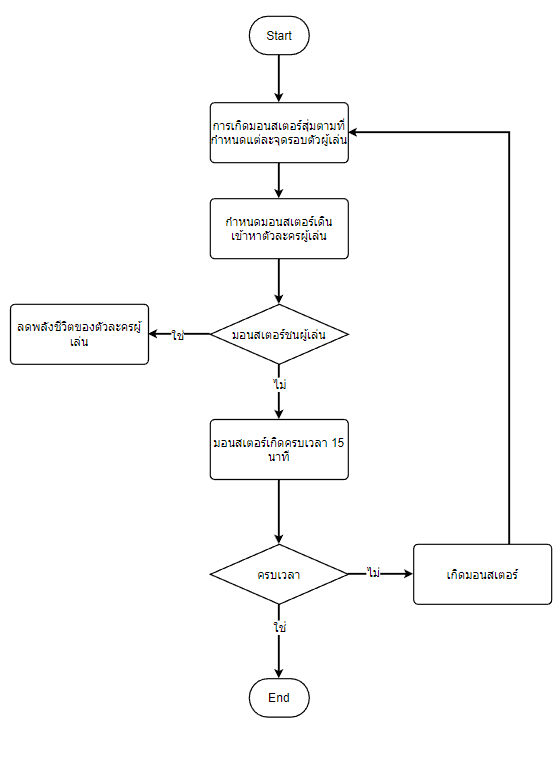 Start
การเกิดมอนสเตอร์สุ่มตามที่
กำหนดแต่ละจุดรอบตัวผู้เล่น
กำหนดมอนสเตอร์เดิน
เข้าหาตัวละครผู้เล่น
ลดพลังชีวิตของตัวละครผู้
เล่น
ใช่
มอนสเตอร์ชนผู้เล่น
ไม่
มอนสเตอร์เกิดครบเวลา 15
นาที
ครบเวลา
ไม่
เกิดมอนสเตอร์
ใช่
End